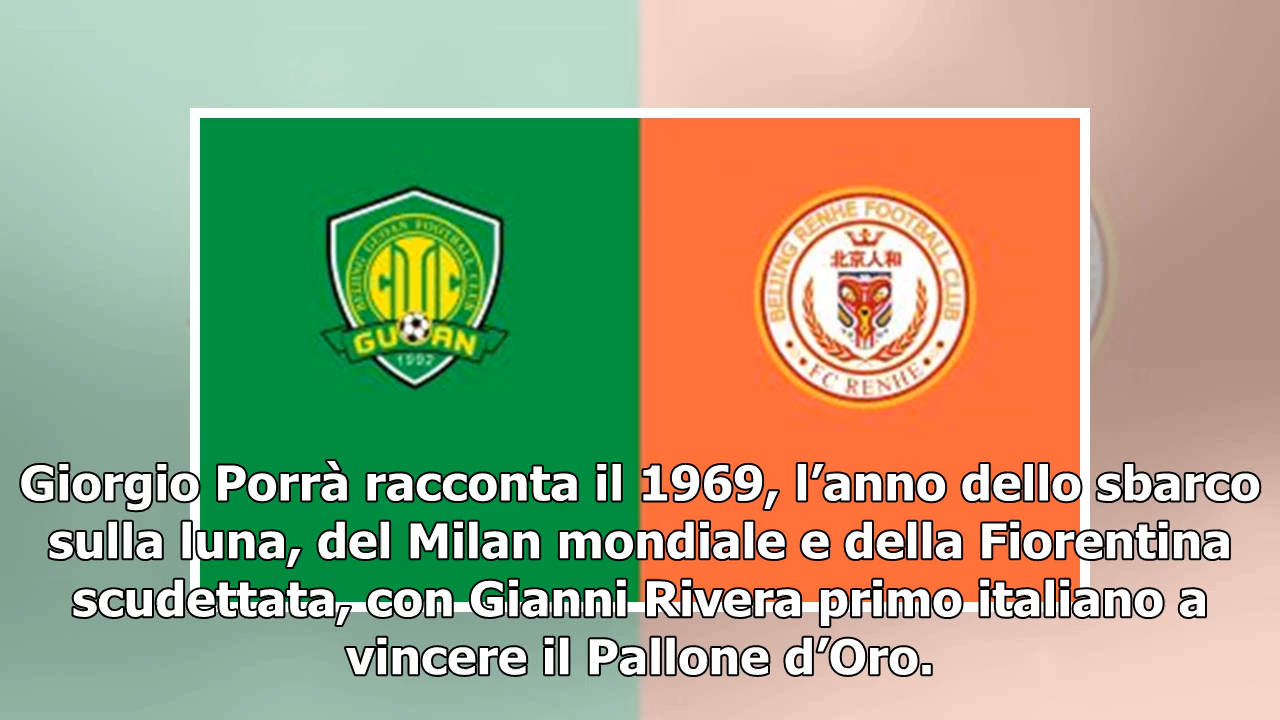 BEIJING GUOAN FOOTBALL CLUB
GUOAN
1992
BEIJING RENHE FOOTBALL CLUB
北京人和
FC RENHE
Giorgio Porrà racconta il 1969, l’anno dello sbarco
sulla luna, del Milan mondiale e della Fiorentina
scudettata, con Gianni Rivera primo italiano a
vincere il Pallone d’Oro.